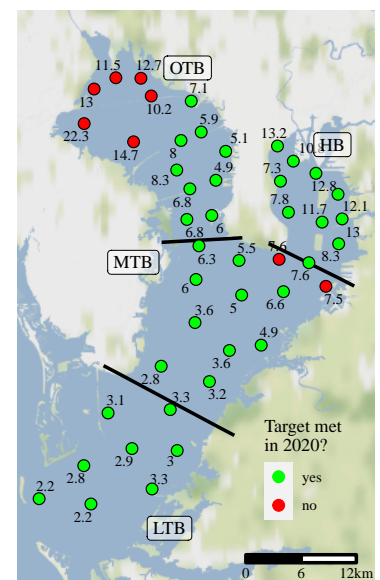 11.5 12.7 OTB
13 10.2 7.1
22.3 14.7 5.9
8 5.1
13.2 HB
8.3 4.9
7.3 12.8
6.8 7.8 11.7 12.1
6.8 6 13
MTB 6.3 5.5 7.6 7.6 8.3
6 5 6.6 7.5
3.6
3.6 4.9
2.8 3.2
3.1 3.3
2.9 3
2.8
2.2 2.2 3.3
LTB
Target met
in 2020?
yes
no
0 6 12km